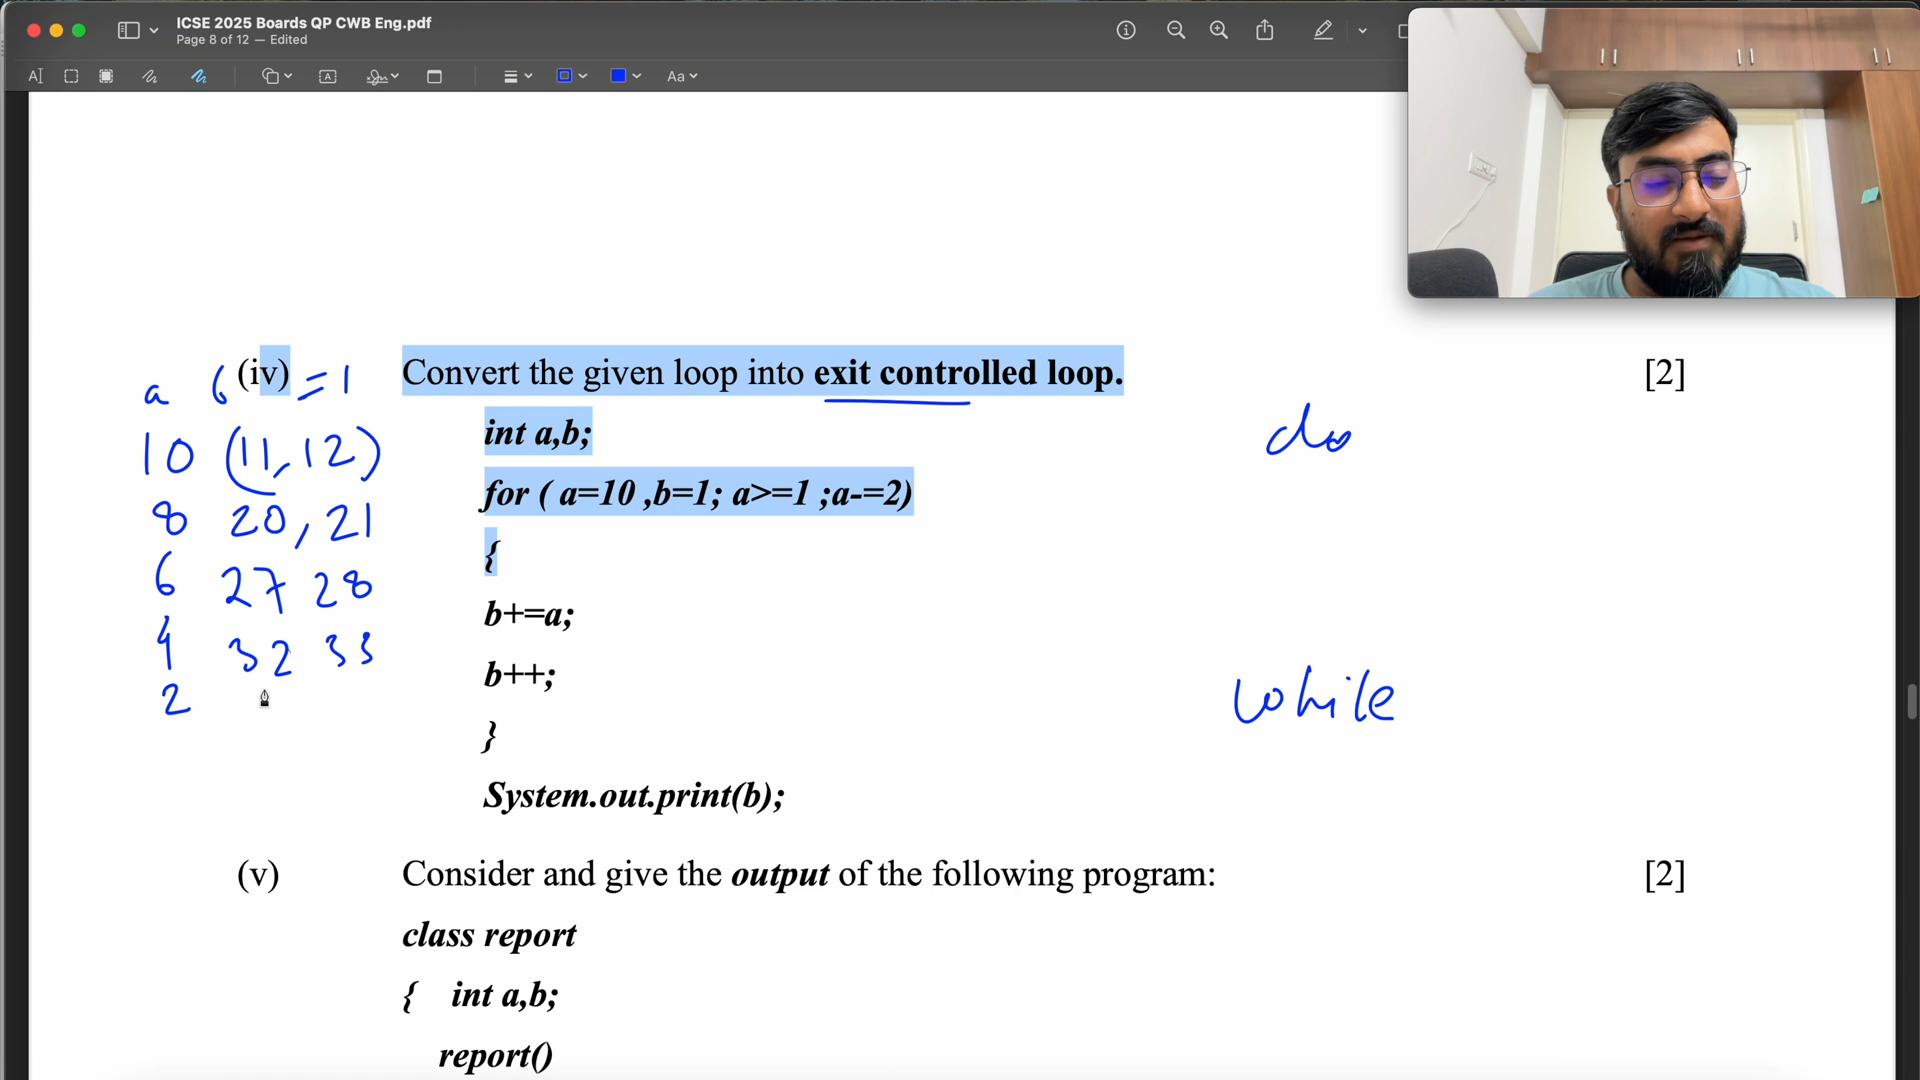 ICSE 2025 Boards QP CWB Eng.pdf
Page 8 of 12 — Edited
Aa
(iv) Convert the given loop into exit controlled loop. [2]
a b = 1
int a,b;
do
10 (11, 12)
for ( a=10 ,b=1; a>=1 ;a-=2)
8 20, 21
{
6 27 28
b+=a;
4 32 33
b++;
2
while
}
System.out.print(b);
(v) Consider and give the output of the following program: [2]
class report
{ int a,b;
report()